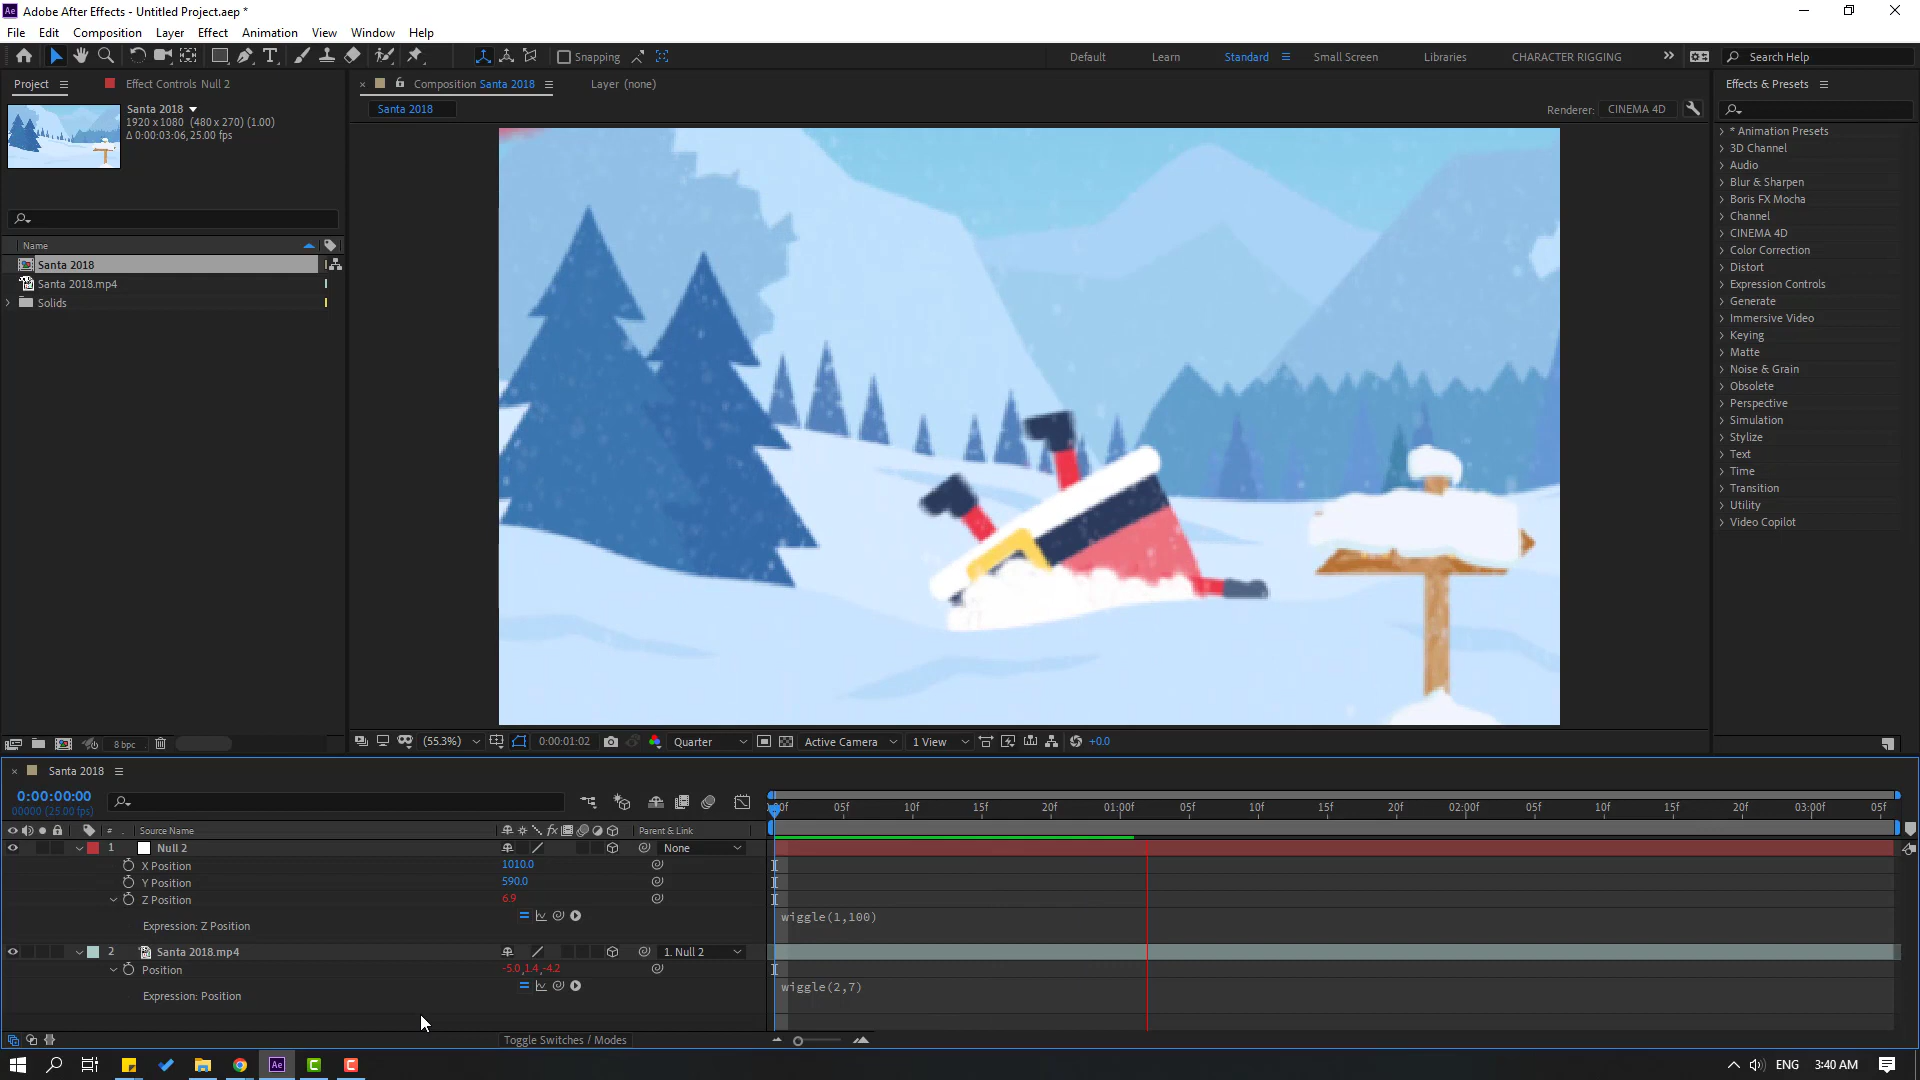 Ae Adobe After Effects - Untitled Project.aep *
File Edit Composition Layer Effect Animation View Window Help
Snapping Default Learn Standard Small Screen Libraries CHARACTER RIGGING Search Help
Project Effect Controls Null 2 Composition Santa 2018 Layer (none) Effects & Presets
Santa 2018
1920 x 1080 (480 x 270) (1.00)
Δ 0:00:03:06, 25.00 fps
Santa 2018
Renderer: CINEMA 4D
Name
Santa 2018
Santa 2018.mp4
Solids
* Animation Presets
3D Channel
Audio
Blur & Sharpen
Boris FX Mocha
Channel
CINEMA 4D
Color Correction
Distort
Expression Controls
Generate
Immersive Video
Keying
Matte
Noise & Grain
Obsolete
Perspective
Simulation
Stylize
Text
Time
Transition
Utility
Video Copilot
8 bpc
(55.3%) 0:00:01:02 Quarter Active Camera 1 View +0.0
Santa 2018
0:00:00:00
00000 (25.00 fps)
:00f 05f 10f 15f 20f 01:00f 05f 10f 15f 20f 02:00f 05f 10f 15f 20f 03:00f 05f
# Source Name fx Parent & Link
1 Null 2 None
X Position 1010.0
Y Position 590.0
Z Position 6.9
Expression: Z Position wiggle(1,100)
2 Santa 2018.mp4 1. Null 2
Position -5.0,1.4,-4.2
Expression: Position wiggle(2,7)
Toggle Switches / Modes
Ae C C ENG 3:40 AM